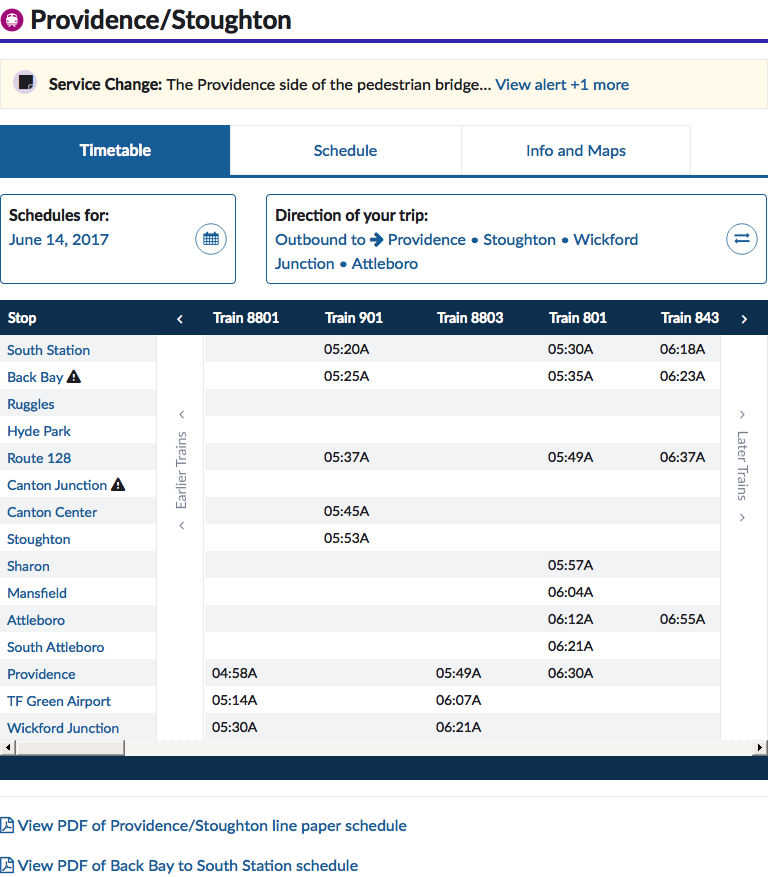 Providence/Stoughton
Service Change: The Providence side of the pedestrian bridge... View alert +1 more
Timetable Schedule Info and Maps
Schedules for:
June 14, 2017
Direction of your trip:
Outbound to Providence • Stoughton • Wickford
Junction • Attleboro
Stop Train 8801 Train 901 Train 8803 Train 801 Train 843
South Station 05:20A 05:30A 06:18A
Back Bay 05:25A 05:35A 06:23A
Ruggles
Hyde Park
Route 128 05:37A 05:49A 06:37A
Canton Junction
Canton Center 05:45A
Stoughton 05:53A
Sharon 05:57A
Mansfield 06:04A
Attleboro 06:12A 06:55A
South Attleboro 06:21A
Providence 04:58A 05:49A 06:30A
TF Green Airport 05:14A 06:07A
Wickford Junction 05:30A 06:21A
Earlier Trains
Later Trains
View PDF of Providence/Stoughton line paper schedule
View PDF of Back Bay to South Station schedule